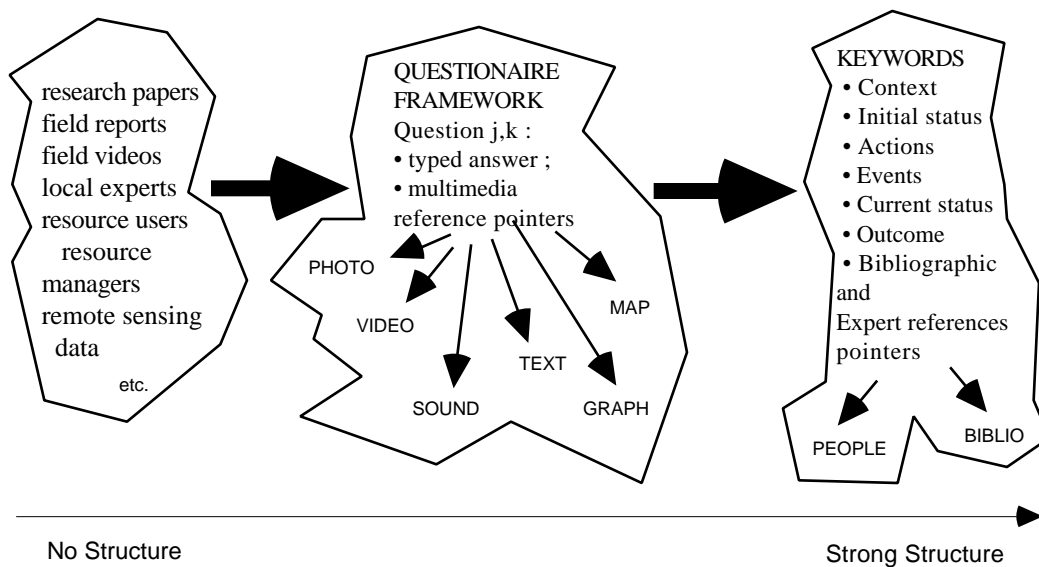 research papers
field reports
field videos
local experts
resource users
resource
managers
remote sensing
data
etc.
QUESTIONAIRE
FRAMEWORK
Question j,k :
• typed answer ;
• multimedia
reference pointers
PHOTO
VIDEO
SOUND
TEXT
GRAPH
MAP
KEYWORDS
• Context
• Initial status
• Actions
• Events
• Current status
• Outcome
• Bibliographic
and
Expert references
pointers
PEOPLE
BIBLIO
No Structure
Strong Structure